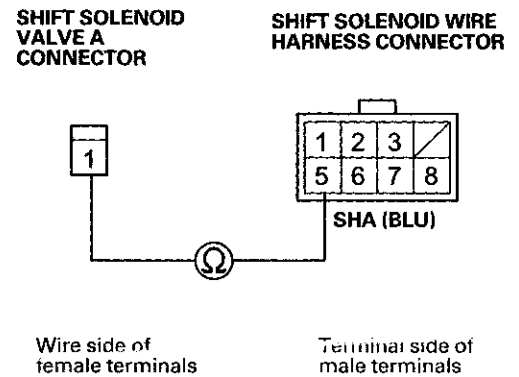 SHIFT SOLENOID
VALVE A
CONNECTOR
SHIFT SOLENOID WIRE
HARNESS CONNECTOR
1
1 2 3
5 6 7 8
SHA (BLU)
Ω
Wire side of
female terminals
Terminal side of
male terminals